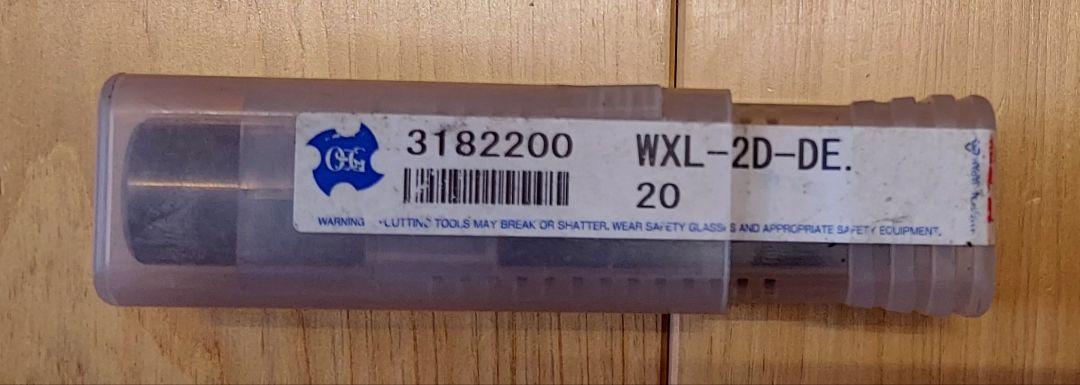 OSG
3182200
WXL-2D-DE.
20
WARNING
CUTTING TOOLS MAY BREAK OR SHATTER. WEAR SAFETY GLASSES AND APPROPRIATE SAFETY EQUIPMENT.
JAPAN